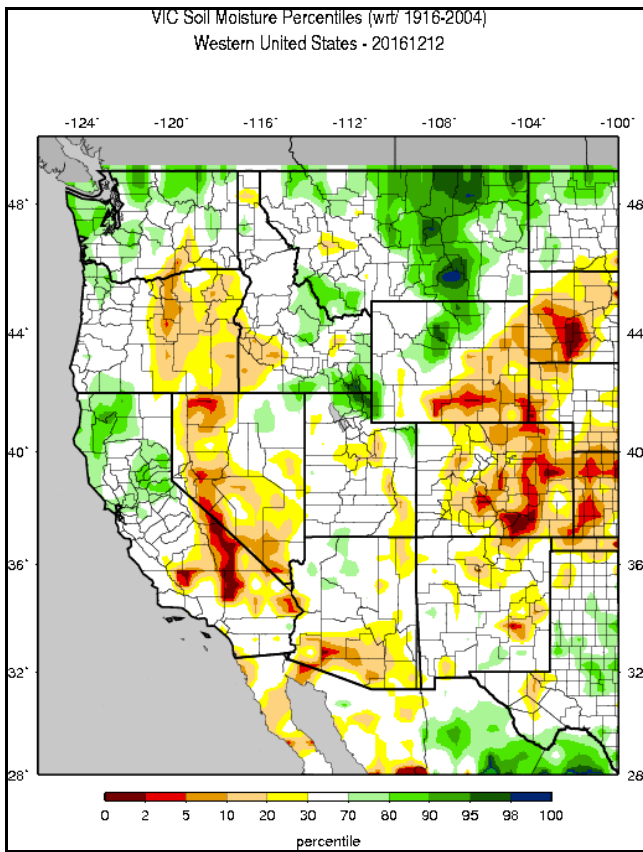 VIC Soil Moisture Percentiles (wrt/ 1916-2004)
Western United States - 20161212
-124˚ -120˚ -116˚ -112˚ -108˚ -104˚ -100˚
48˚ 48˚
44˚ 44˚
40˚ 40˚
36˚ 36˚
32˚ 32˚
28˚ 28˚
0 2 5 10 20 30 70 80 90 95 98 100
percentile